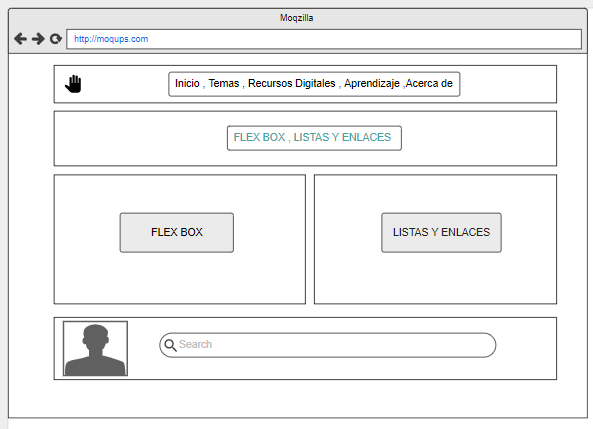 Moqzilla
http://moqups.com
Inicio , Temas , Recursos Digitales , Aprendizaje ,Acerca de
FLEX BOX , LISTAS Y ENLACES
FLEX BOX
LISTAS Y ENLACES
Search